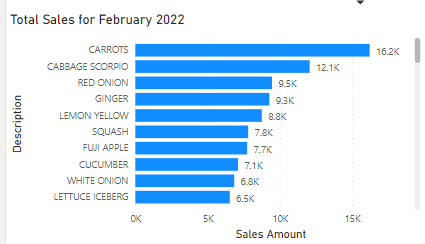 Total Sales for February 2022
CARROTS 16.2K
CABBAGE SCORPIO 12.1K
RED ONION 9.5K
GINGER 9.3K
LEMON YELLOW 8.8K
SQUASH 7.8K
FUJI APPLE 7.7K
CUCUMBER 7.1K
WHITE ONION 6.8K
LETTUCE ICEBERG 6.5K
Description
0K 5K 10K 15K
Sales Amount